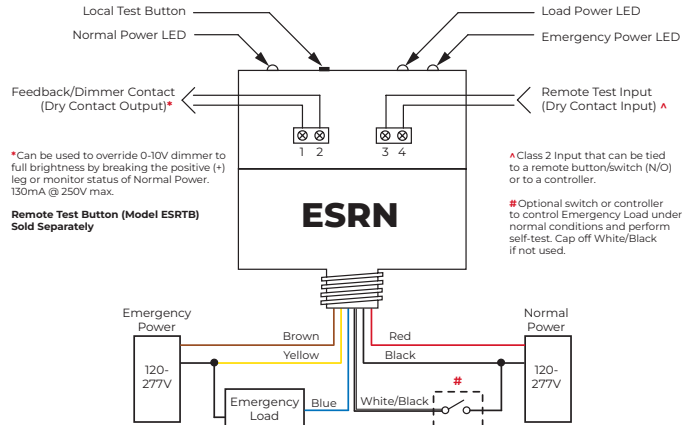 Local Test Button
Normal Power LED
Load Power LED
Emergency Power LED
Feedback/Dimmer Contact
(Dry Contact Output)*
Remote Test Input
(Dry Contact Input) ^
1 2
3 4
*Can be used to override 0-10V dimmer to
full brightness by breaking the positive (+)
leg or monitor status of Normal Power.
130mA @ 250V max.
Remote Test Button (Model ESRTB)
Sold Separately
^Class 2 Input that can be tied
to a remote button/switch (N/O)
or to a controller.
#Optional switch or controller
to control Emergency Load under
normal conditions and perform
self-test. Cap off White/Black
if not used.
ESRN
Emergency
Power
Normal
Power
Brown
Red
Yellow
Black
120-
277V
120-
277V
#
Emergency
Load
Blue
White/Black